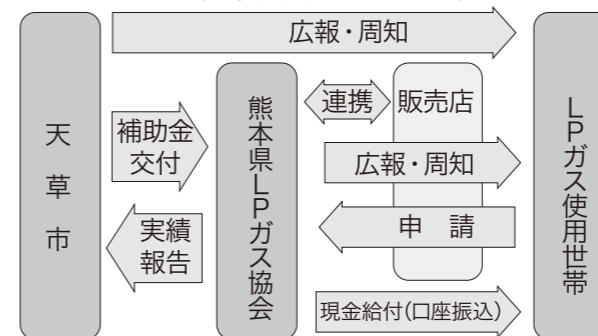 広報・周知
天草市
補助金
交付
実績
報告
熊本県LPガス協会
連携
販売店
広報・周知
申 請
現金給付(口座振込)
LPガス使用世帯